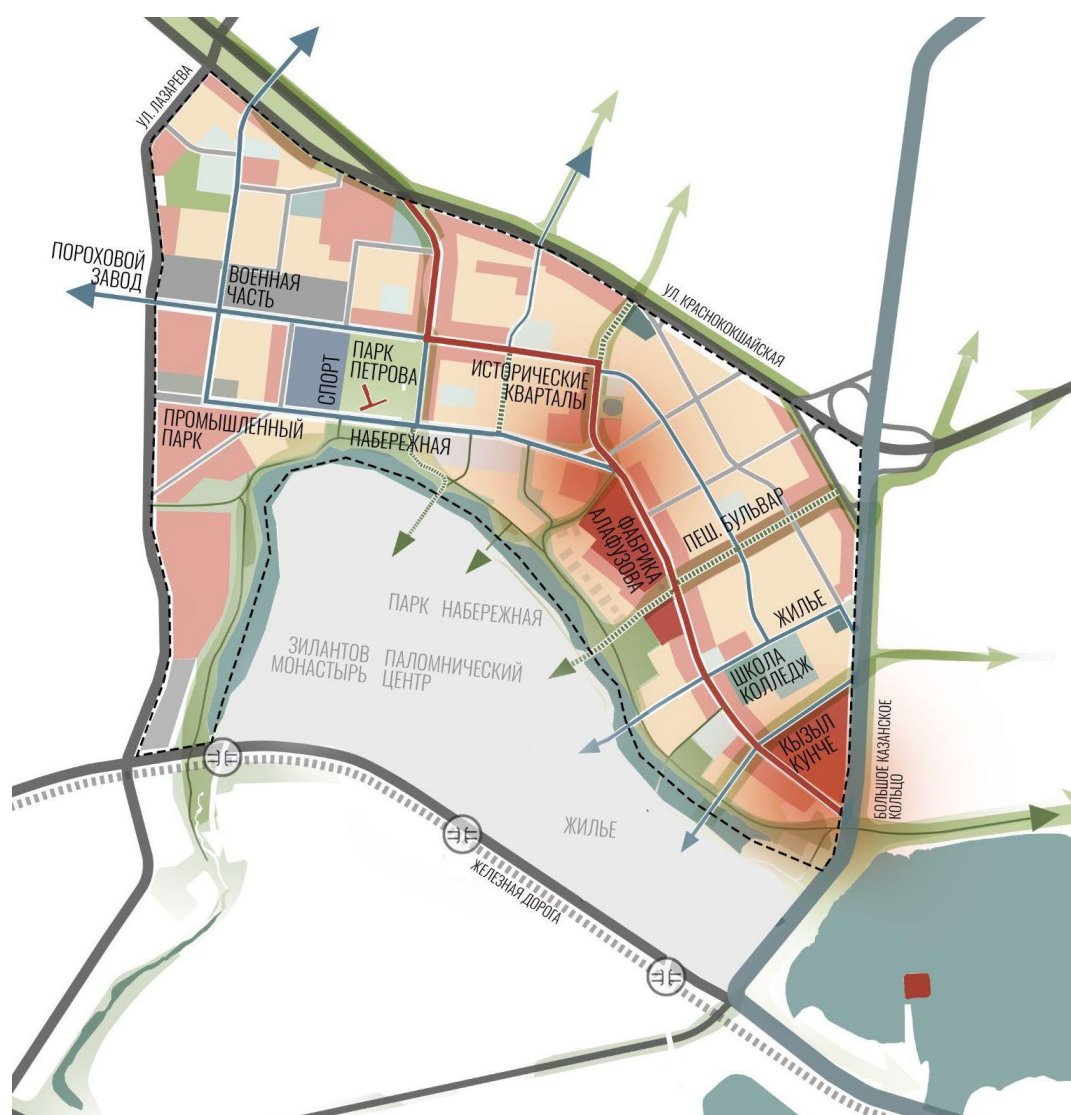 УЛ. ЛАЗАРЕВА
ПОРОХОВОЙ
ЗАВОД
ВОЕННАЯ
ЧАСТЬ
УЛ. КРАСНОКОКШАЙСКАЯ
СПОРТ
ПАРК
ПЕТРОВА
ИСТОРИЧЕСКИЕ
КВАРТАЛЫ
ПРОМЫШЛЕННЫЙ
ПАРК
НАБЕРЕЖНАЯ
ФАБРИКА
АЛАФУЗОВА
ПЕШ. БУЛЬВАР
ПАРК НАБЕРЕЖНАЯ
ЖИЛЬЕ
ЗИЛАНТОВ
МОНАСТЫРЬ
ПАЛОМНИЧЕСКИЙ
ЦЕНТР
ШКОЛА
КОЛЛЕДЖ
КЫЗЫЛ
КУНЧЕ
БОЛЬШОЕ КАЗАНСКОЕ
КОЛЬЦО
ЖИЛЬЕ
ЖЕЛЕЗНАЯ ДОРОГА